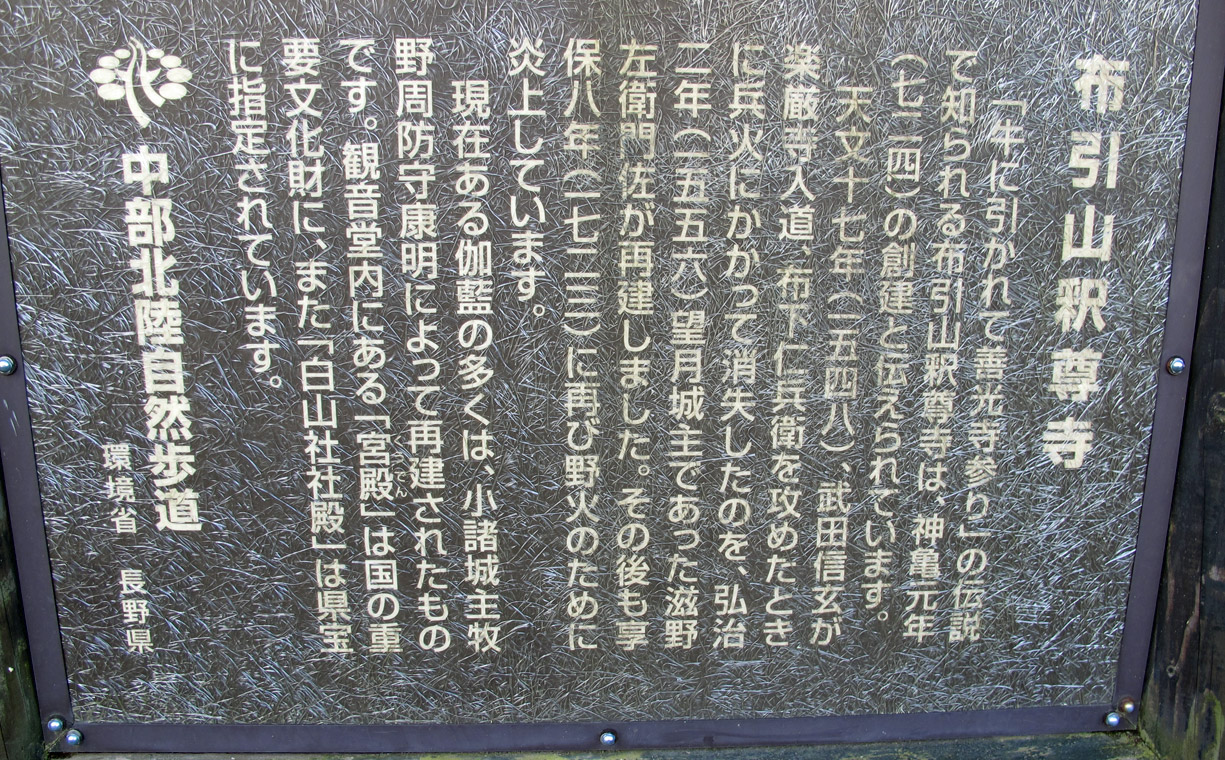 布引山釈尊寺
「牛に引かれて善光寺参り」の伝説
で知られる布引山釈尊寺は、神亀元年
（七二四）の創建と伝えられています。
天文十七年（一五四八）、武田信玄が
楽厳寺入道、布下仁兵衛を攻めたとき
に兵火にかかって消失したのを、弘治
二年（一五五六）望月城主であった滋野
左衛門佐が再建しました。その後も享
保八年（一七二三）に再び野火のために
炎上しています。
現在ある伽藍の多くは、小諸城主牧
野周防守康明によって再建されたもの
です。観音堂内にある「宮殿」は国の重
くうでん
要文化財に、また「白山社社殿」は県宝
に指定されています。
中部北陸自然歩道
環境省 長野県